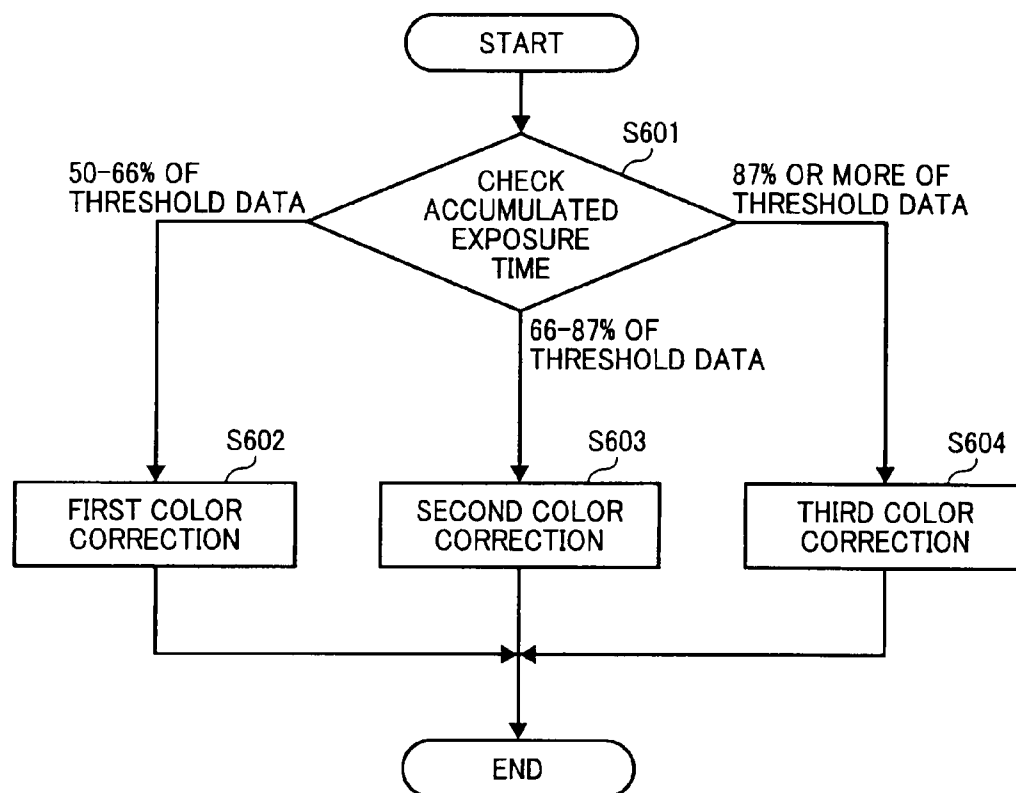 START
S601
CHECK
ACCUMULATED
EXPOSURE
TIME
50-66% OF
THRESHOLD DATA
87% OR MORE OF
THRESHOLD DATA
66-87% OF
THRESHOLD DATA
S602
FIRST COLOR
CORRECTION
S603
SECOND COLOR
CORRECTION
S604
THIRD COLOR
CORRECTION
END